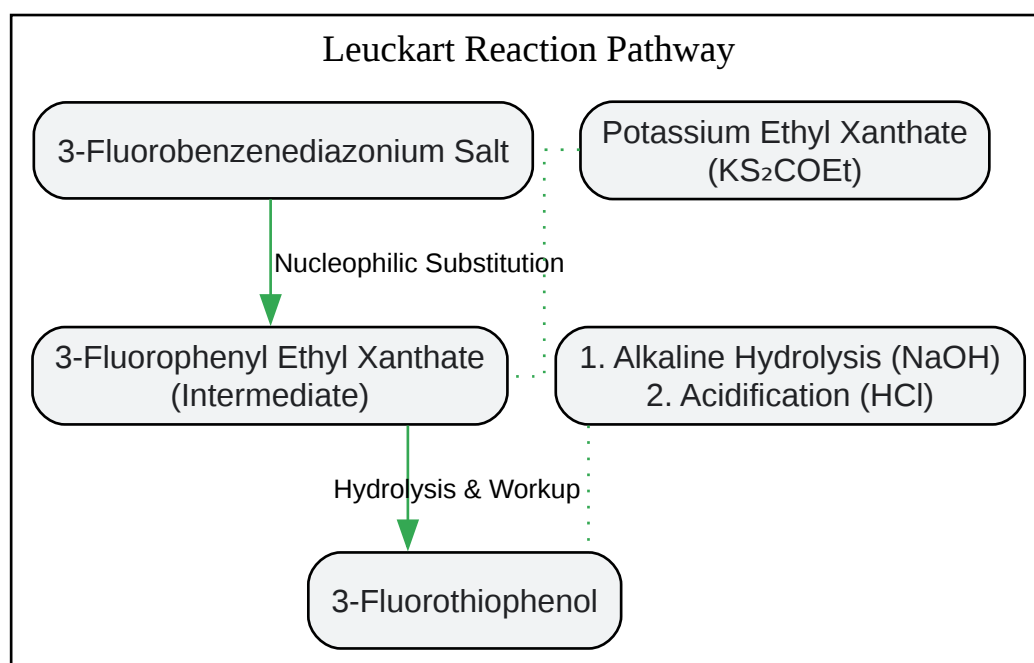 Leuckart Reaction Pathway
3-Fluorobenzenediazonium Salt
Potassium Ethyl Xanthate
(KS₂COEt)
Nucleophilic Substitution
3-Fluorophenyl Ethyl Xanthate
(Intermediate)
1. Alkaline Hydrolysis (NaOH)
2. Acidification (HCl)
Hydrolysis & Workup
3-Fluorothiophenol